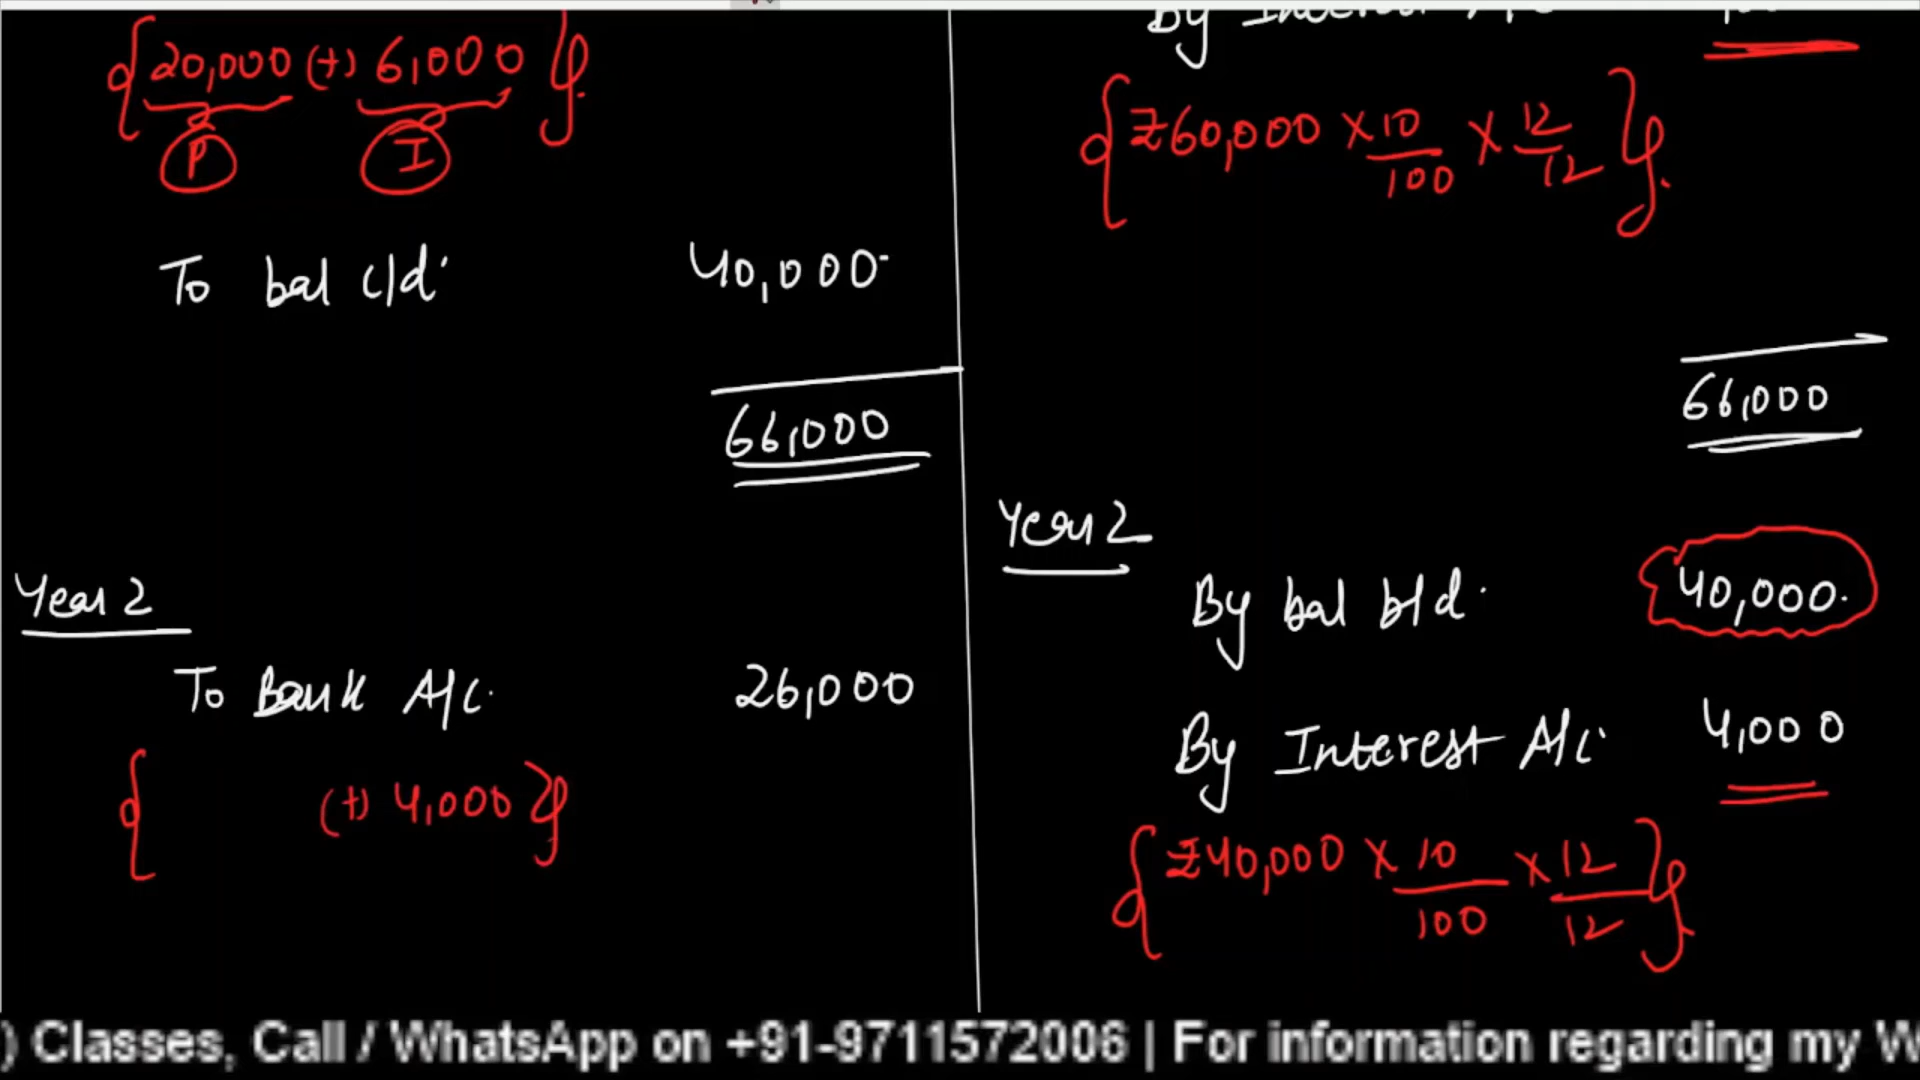 {20,000 (+) 6,000}
P I
To bal c/d. 40,000
66,000
Year 2
To Bank A/c. 26,000
{ (+) 4,000}
By Interest A/c
{₹60,000 × 10/100 × 12/12}
66,000
Year 2
By bal b/d. 40,000.
By Interest A/c. 4,000
{₹40,000 × 10/100 × 12/12}
) Classes, Call / WhatsApp on +91-9711572006 | For information regarding my W